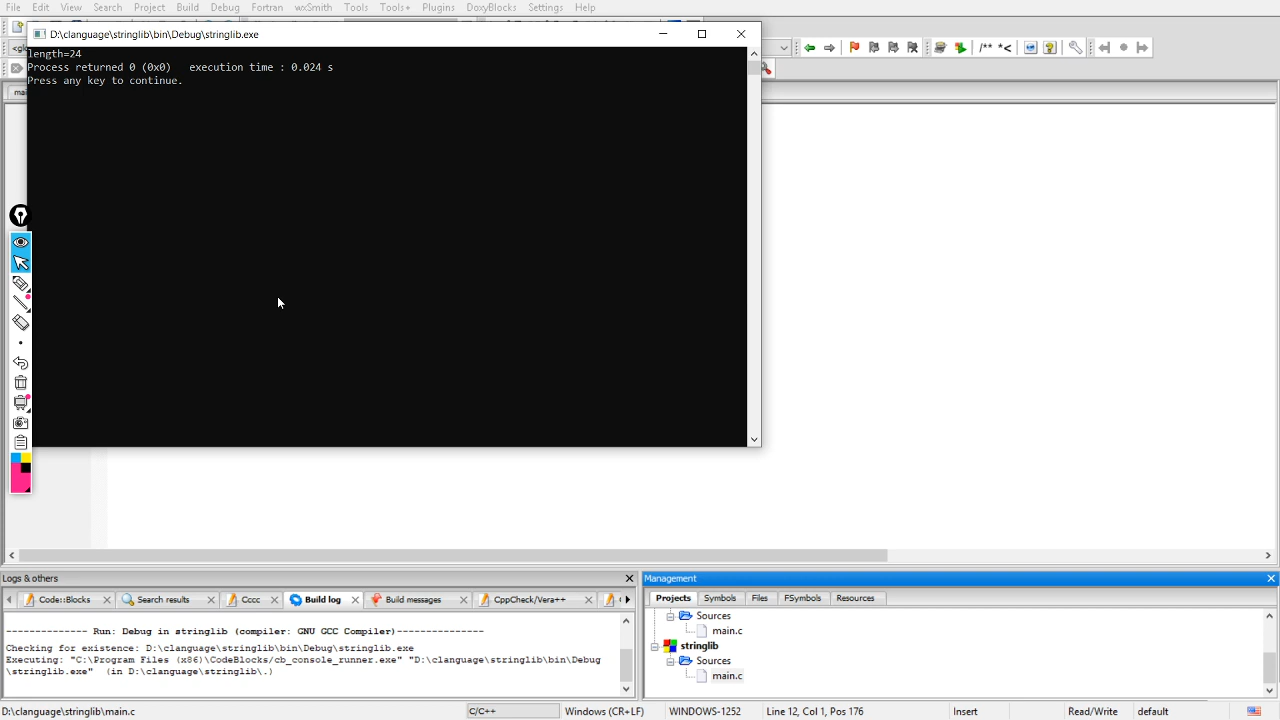 File Edit View Search Project Build Debug Fortran wxSmith Tools Tools+ Plugins DoxyBlocks Settings Help
D:\clanguage\stringlib\bin\Debug\stringlib.exe
/** *<
length=24
Process returned 0 (0x0)   execution time : 0.024 s
Press any key to continue.
Logs & others
Code::Blocks
Search results
Cccc
Build log
Build messages
CppCheck/Vera++
-------------- Run: Debug in stringlib (compiler: GNU GCC Compiler)---------------
Checking for existence: D:\clanguage\stringlib\bin\Debug\stringlib.exe
Executing: "C:\Program Files (x86)\CodeBlocks/cb_console_runner.exe" "D:\clanguage\stringlib\bin\Debug
\stringlib.exe"  (in D:\clanguage\stringlib\.)
Management
Projects Symbols Files FSymbols Resources
Sources
main.c
stringlib
Sources
main.c
D:\clanguage\stringlib\main.c C/C++ Windows (CR+LF) WINDOWS-1252 Line 12, Col 1, Pos 176 Insert Read/Write default